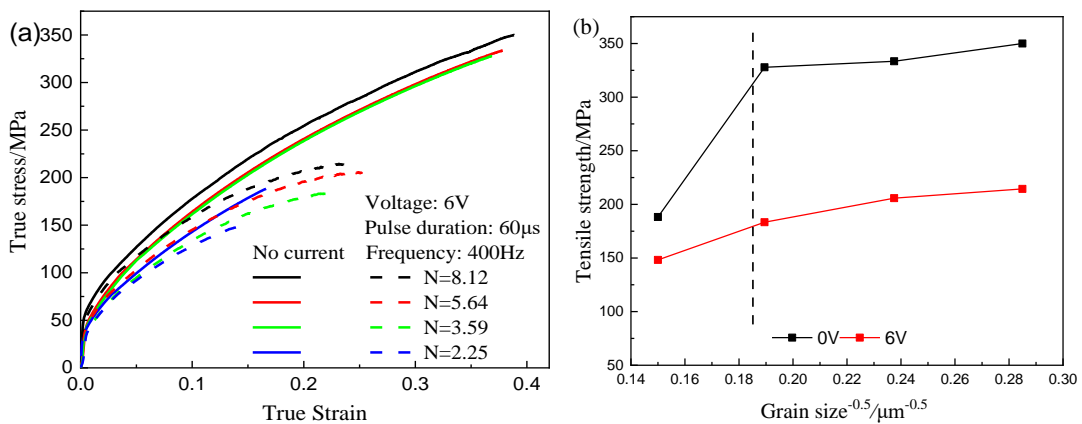 (a)
True stress/MPa
350
300
250
200
150
100
50
0
0.0
0.1
0.2
0.3
0.4
True Strain
Voltage: 6V
Pulse duration: 60μs
No current
Frequency: 400Hz
N=8.12
N=5.64
N=3.59
N=2.25
(b)
Tensile strength/MPa
350
300
250
200
150
100
50
0.14
0.16
0.18
0.20
0.22
0.24
0.26
0.28
0.30
0V
6V
Grain size-0.5/μm-0.5